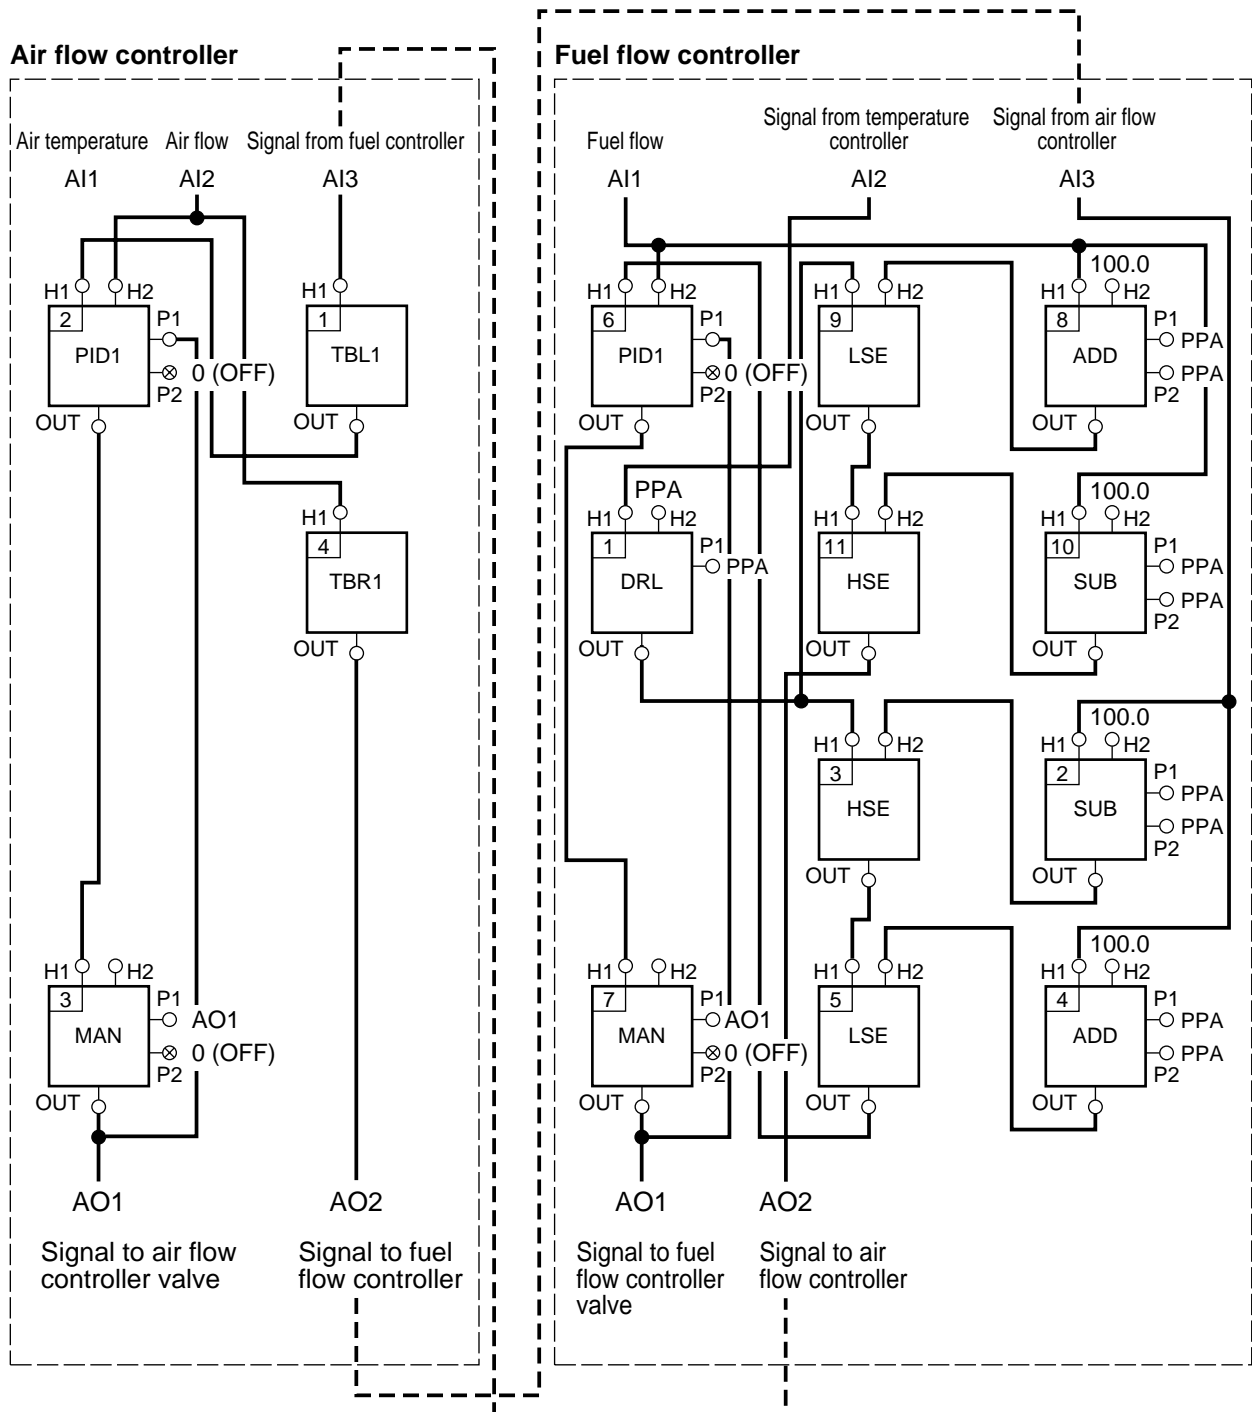 Air flow controller
Air temperature
Air flow
Signal from fuel controller
AI1
AI2
AI3
H1
H2
2
PID1
P1
0 (OFF)
P2
OUT
H1
1
TBL1
OUT
H1
4
TBR1
OUT
H1
H2
3
MAN
P1
AO1
0 (OFF)
P2
OUT
AO1
AO2
Signal to air flow
controller valve
Signal to fuel
flow controller
Fuel flow controller
Fuel flow
Signal from temperature
controller
Signal from air flow
controller
AI1
AI2
AI3
H1
H2
6
PID1
P1
0 (OFF)
P2
OUT
H1
H2
9
LSE
OUT
100.0
H1
H2
8
ADD
P1
PPA
PPA
P2
OUT
PPA
H1
H2
1
DRL
P1
PPA
OUT
H1
H2
11
HSE
OUT
100.0
H1
H2
10
SUB
P1
PPA
PPA
P2
OUT
H1
H2
3
HSE
OUT
100.0
H1
H2
2
SUB
P1
PPA
PPA
P2
OUT
H1
H2
7
MAN
P1
AO1
0 (OFF)
P2
OUT
H1
H2
5
LSE
OUT
100.0
H1
H2
4
ADD
P1
PPA
PPA
P2
OUT
AO1
AO2
Signal to fuel
flow controller
valve
Signal to air
flow controller